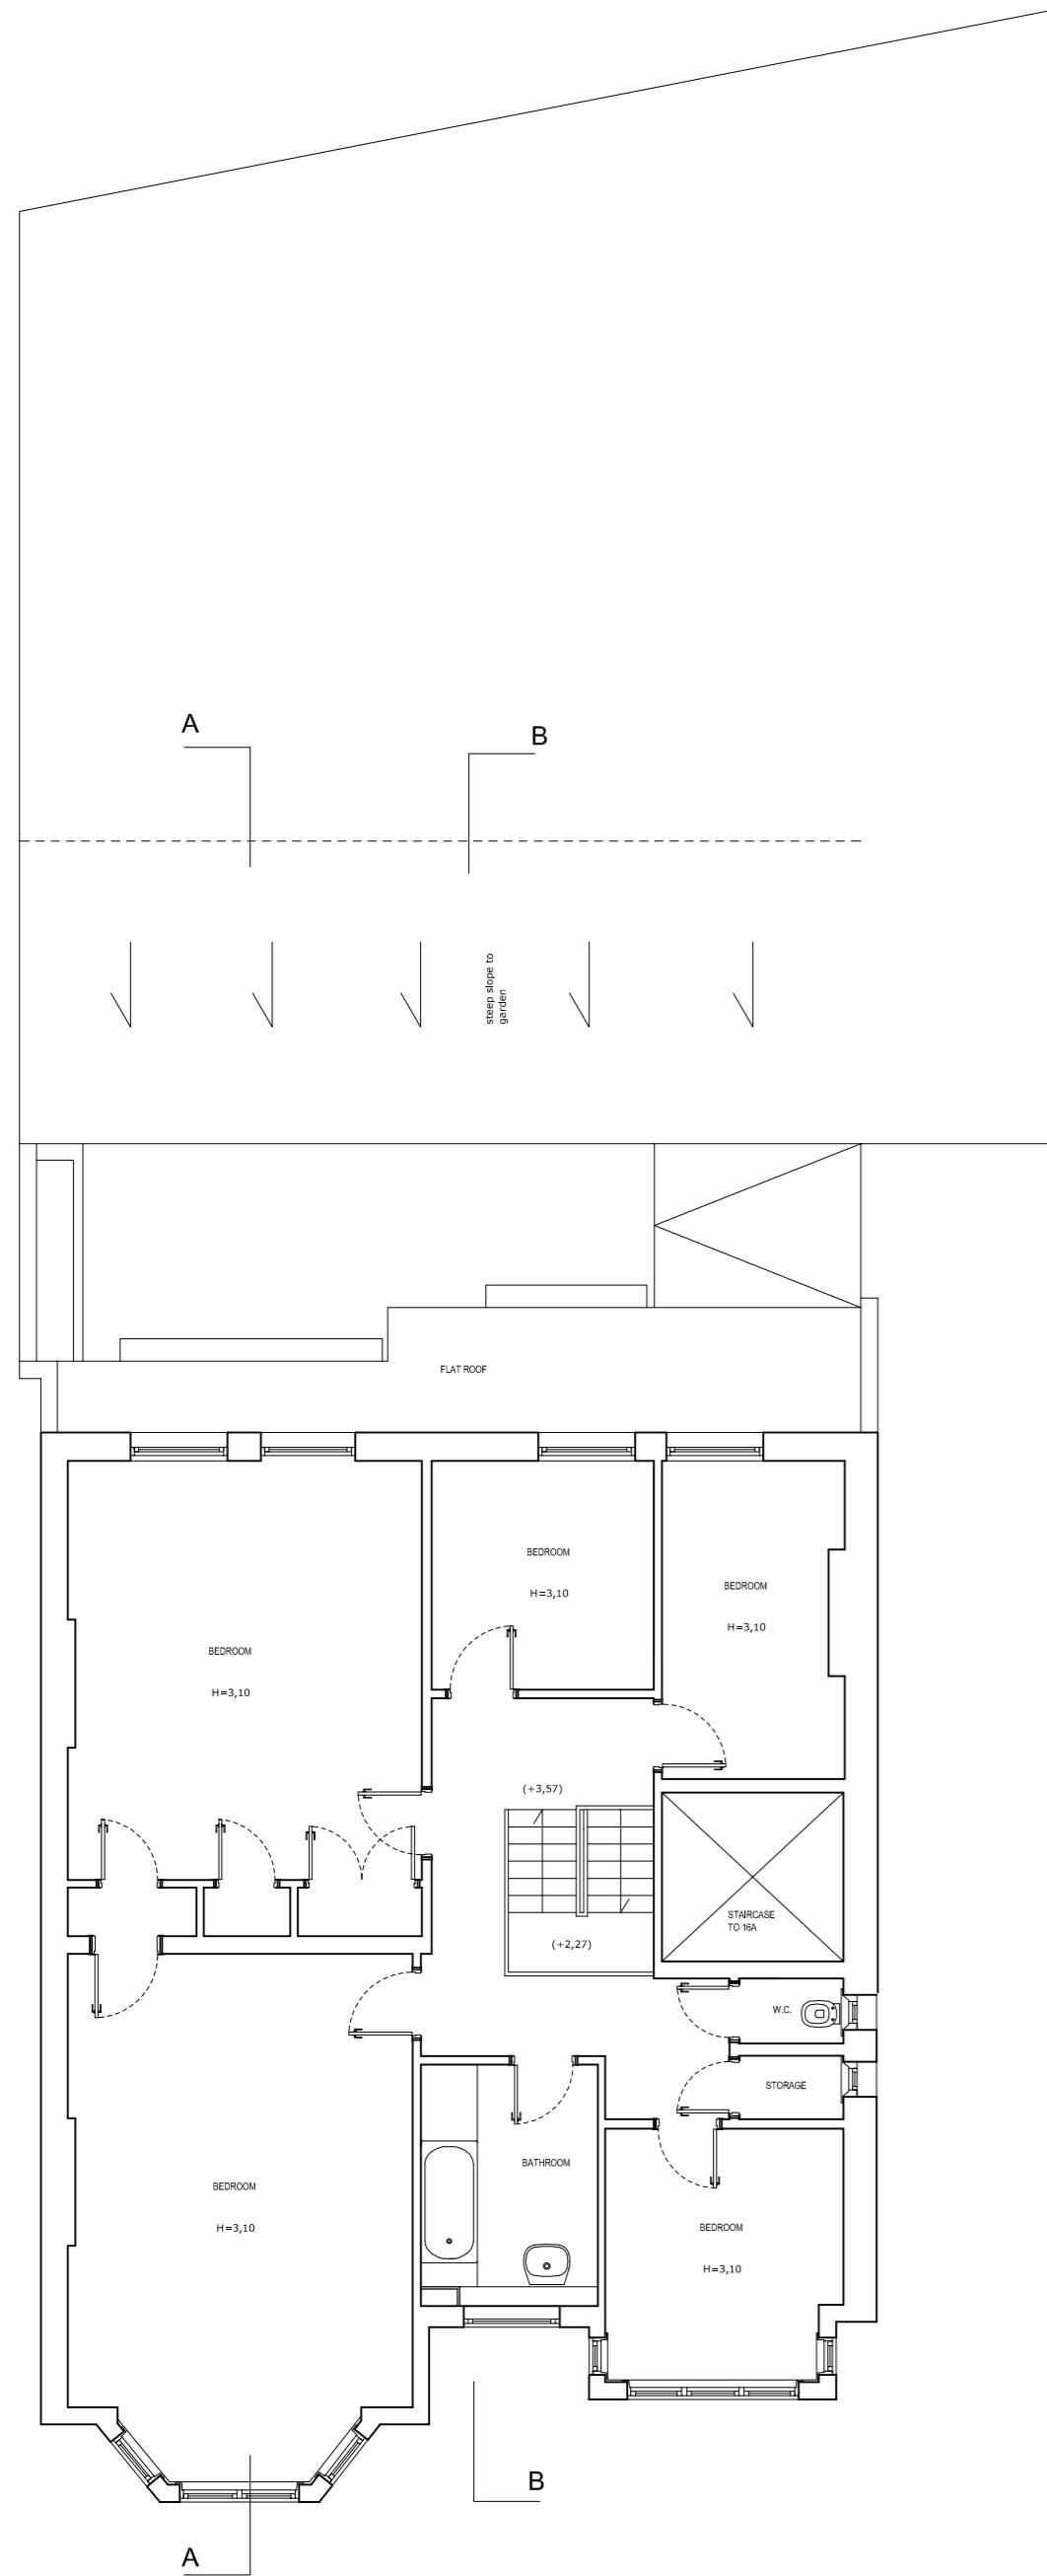 A
B
steep slope to
garden
FLAT ROOF
BEDROOM
H=3,10
BEDROOM
H=3,10
BEDROOM
H=3,10
(+3,57)
STAIRCASE
TO 16A
(+2,27)
W.C.
STORAGE
BATHROOM
BEDROOM
H=3,10
BEDROOM
H=3,10
B
A